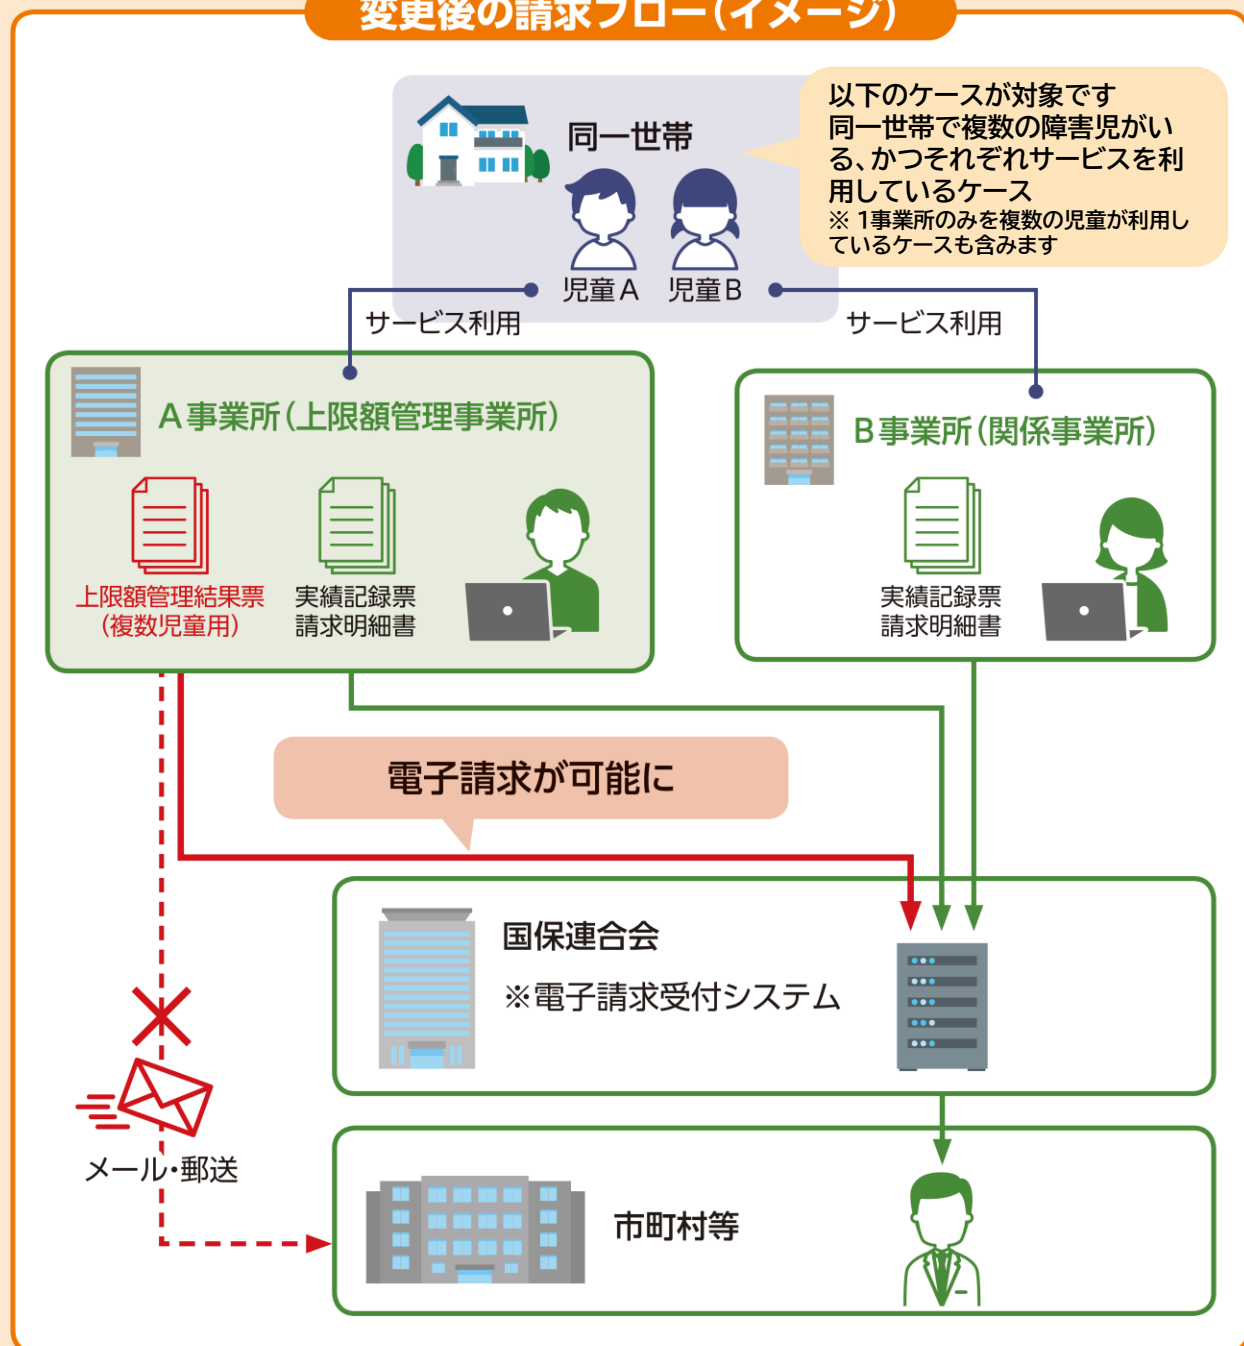 変更後の請求フロー(イメージ)
以下のケースが対象です
同一世帯で複数の障害児がい
る、かつそれぞれサービスを利
用しているケース
※ 1事業所のみを複数の児童が利用し
ているケースも含みます
同一世帯
児童A 児童B
サービス利用 サービス利用
A事業所(上限額管理事業所)
B事業所(関係事業所)
上限額管理結果票
(複数児童用)
実績記録票
請求明細書
実績記録票
請求明細書
電子請求が可能に
国保連合会
※電子請求受付システム
メール・郵送
市町村等